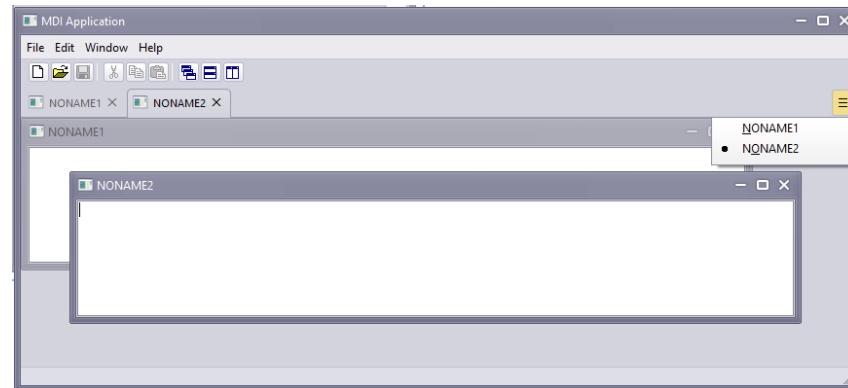 MDI Application
File Edit Window Help
NONAME1 NONAME2
NONAME1
NONAME1
NONAME2
NONAME2